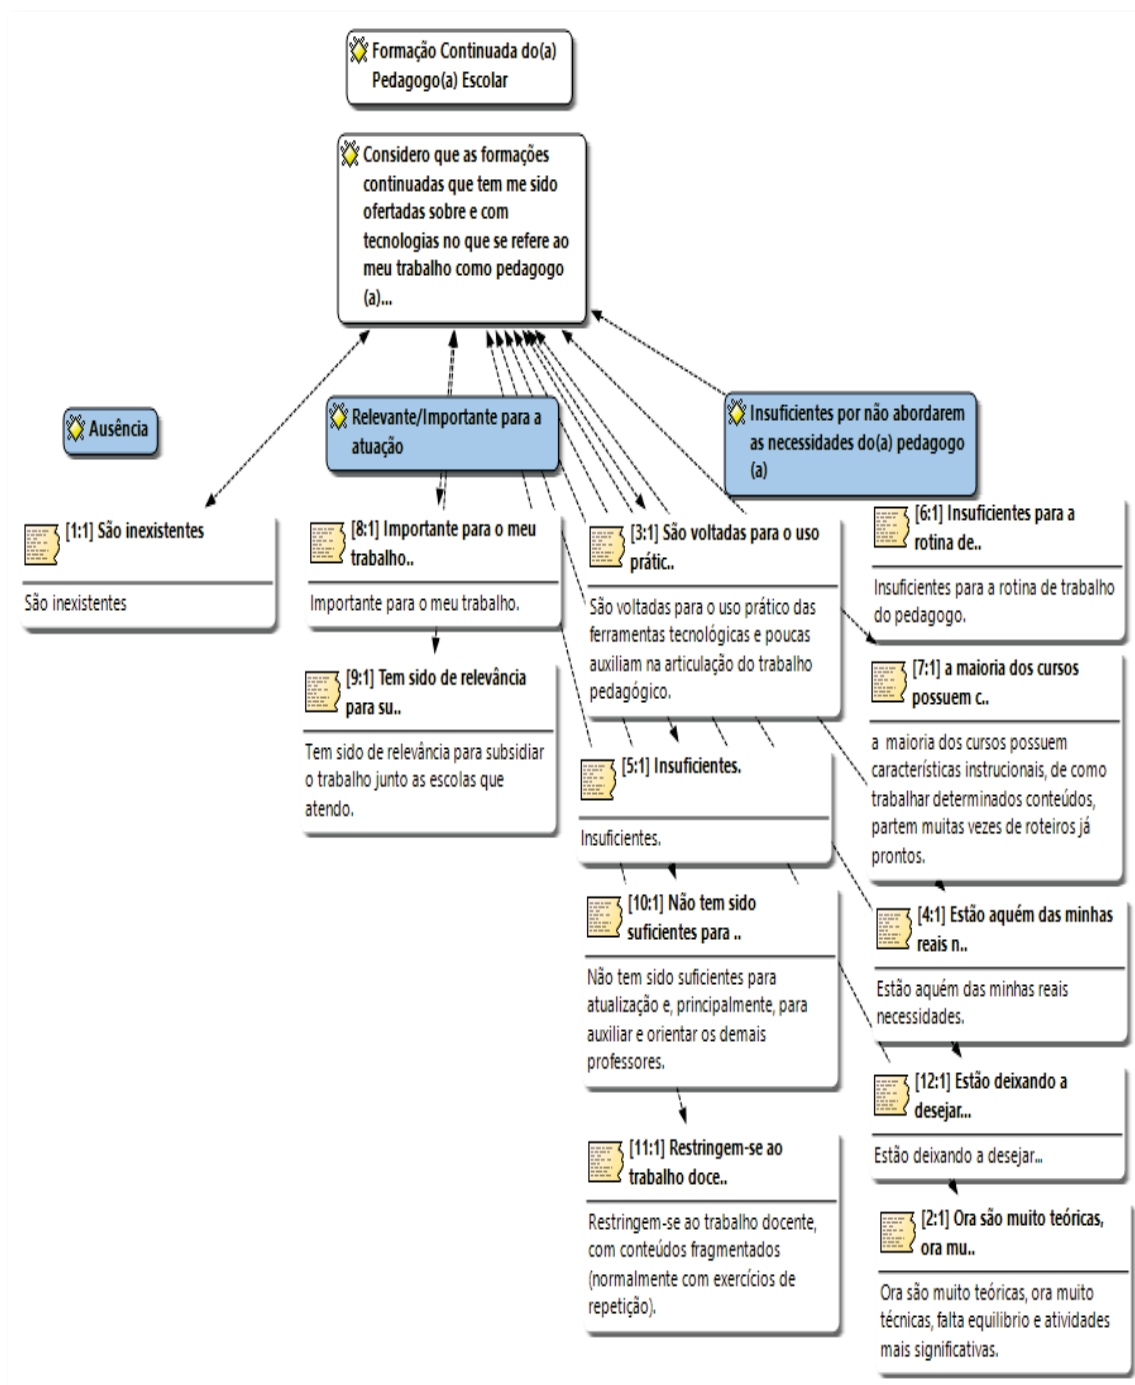 Formação Continuada do(a)
Pedagogo(a) Escolar
Considero que as formações
continuadas que tem me sido
ofertadas sobre e com
tecnologias no que se refere ao
meu trabalho como pedagogo
(a)...
Ausência
Relevante/Importante para a
atuação
Insuficientes por não abordarem
as necessidades do(a) pedagogo
(a)
[1:1] São inexistentes
São inexistentes
[8:1] Importante para o meu
trabalho..
Importante para o meu trabalho.
[9:1] Tem sido de relevância
para su..
Tem sido de relevância para subsidiar
o trabalho junto as escolas que
atendo.
[3:1] São voltadas para o uso
prátic..
São voltadas para o uso prático das
ferramentas tecnológicas e poucas
auxiliam na articulação do trabalho
pedagógico.
[5:1] Insuficientes.
Insuficientes.
[10:1] Não tem sido
suficientes para ..
Não tem sido suficientes para
atualização e, principalmente, para
auxiliar e orientar os demais
professores.
[11:1] Restringem-se ao
trabalho doce..
Restringem-se ao trabalho docente,
com conteúdos fragmentados
(normalmente com exercícios de
repetição).
[6:1] Insuficientes para a
rotina de..
Insuficientes para a rotina de trabalho
do pedagogo.
[7:1] a maioria dos cursos
possuem c..
a maioria dos cursos possuem
características instrucionais, de como
trabalhar determinados conteúdos,
partem muitas vezes de roteiros já
prontos.
[4:1] Estão aquém das minhas
reais n..
Estão aquém das minhas reais
necessidades.
[12:1] Estão deixando a
desejar...
Estão deixando a desejar...
[2:1] Ora são muito teóricas,
ora mu..
Ora são muito teóricas, ora muito
técnicas, falta equilibrio e atividades
mais significativas.